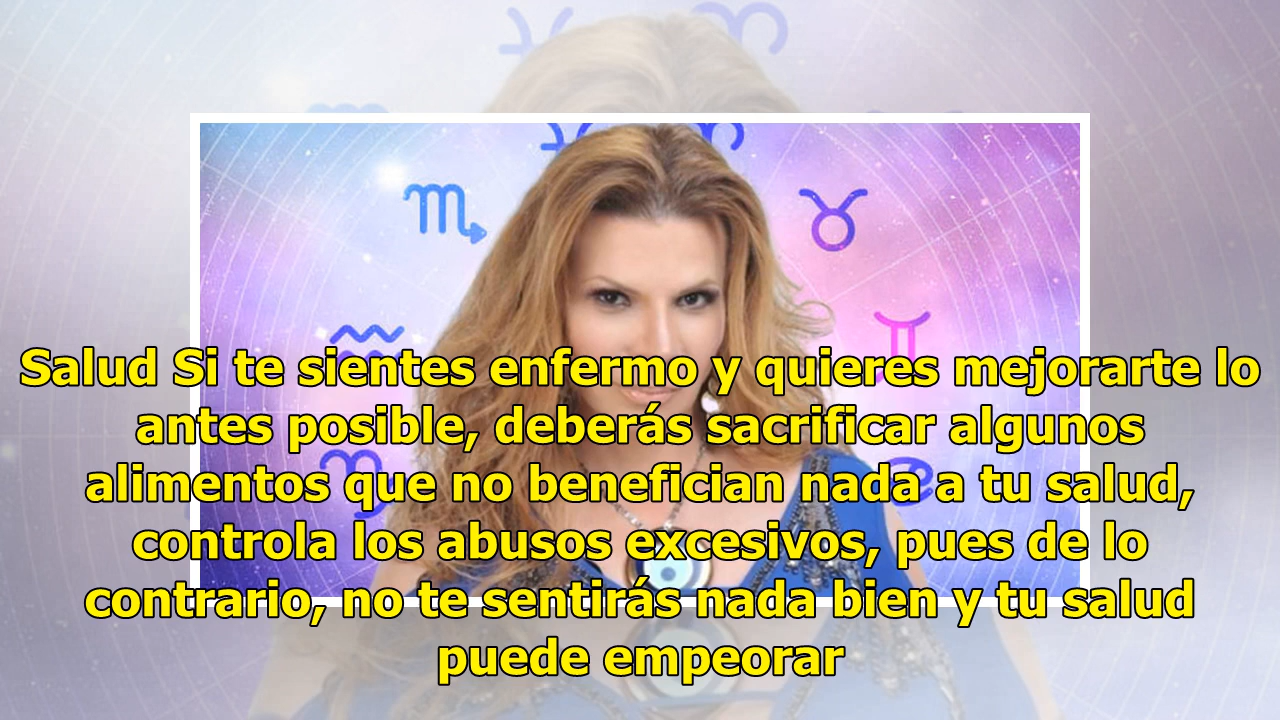 Salud Si te sientes enfermo y quieres mejorarte lo
antes posible, deberás sacrificar algunos
alimentos que no benefician nada a tu salud,
controla los abusos excesivos, pues de lo
contrario, no te sentirás nada bien y tu salud
puede empeorar